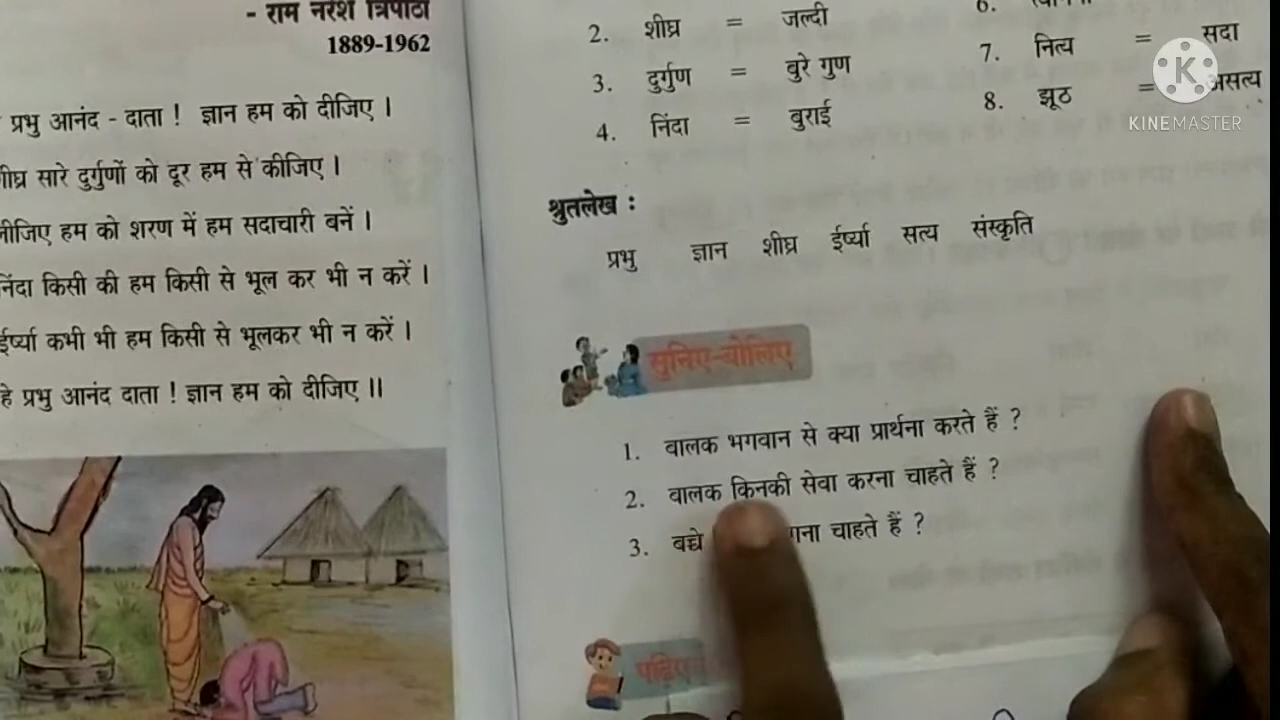 - राम नरेश त्रिपाठी
1889-1962
प्रभु आनंद - दाता ! ज्ञान हम को दीजिए ।
शीघ्र सारे दुर्गुणों को दूर हम से कीजिए ।
लीजिए हम को शरण में हम सदाचारी बनें ।
निंदा किसी की हम किसी से भूल कर भी न करें ।
ईर्ष्या कभी भी हम किसी से भूलकर भी न करें ।
हे प्रभु आनंद दाता ! ज्ञान हम को दीजिए ।।
2. शीघ्र = जल्दी
3. दुर्गुण = बुरे गुण
4. निंदा = बुराई
6.
7. नित्य = सदा
8. झूठ = असत्य
श्रुतलेख :
प्रभु ज्ञान शीघ्र ईर्ष्या सत्य संस्कृति
सुनिए-बोलिए
1. बालक भगवान से क्या प्रार्थना करते हैं ?
2. बालक किनकी सेवा करना चाहते हैं ?
3. बच्चे चाहते हैं ?
पढ़िए
K
KINEMASTER